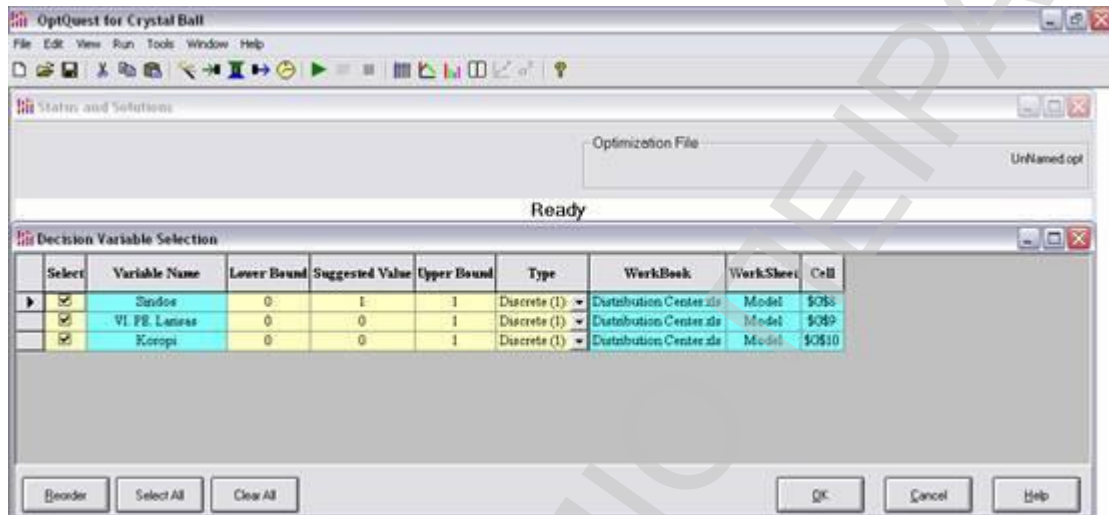 OptQuest for Crystal Ball
File Edit View Run Tools Window Help
Status and Solutions
Optimization File
UnNamed.opt
Ready
Decision Variable Selection
Select Variable Name Lower Bound Suggested Value Upper Bound Type WorkBook WorkSheet Cell
Sindos 0 1 1 Discrete (1) Distribution Center.xls Model $O$8
VI. PE. Larisas 0 0 1 Discrete (1) Distribution Center.xls Model $O$9
Koropi 0 0 1 Discrete (1) Distribution Center.xls Model $O$10
Reorder Select All Clear All OK Cancel Help